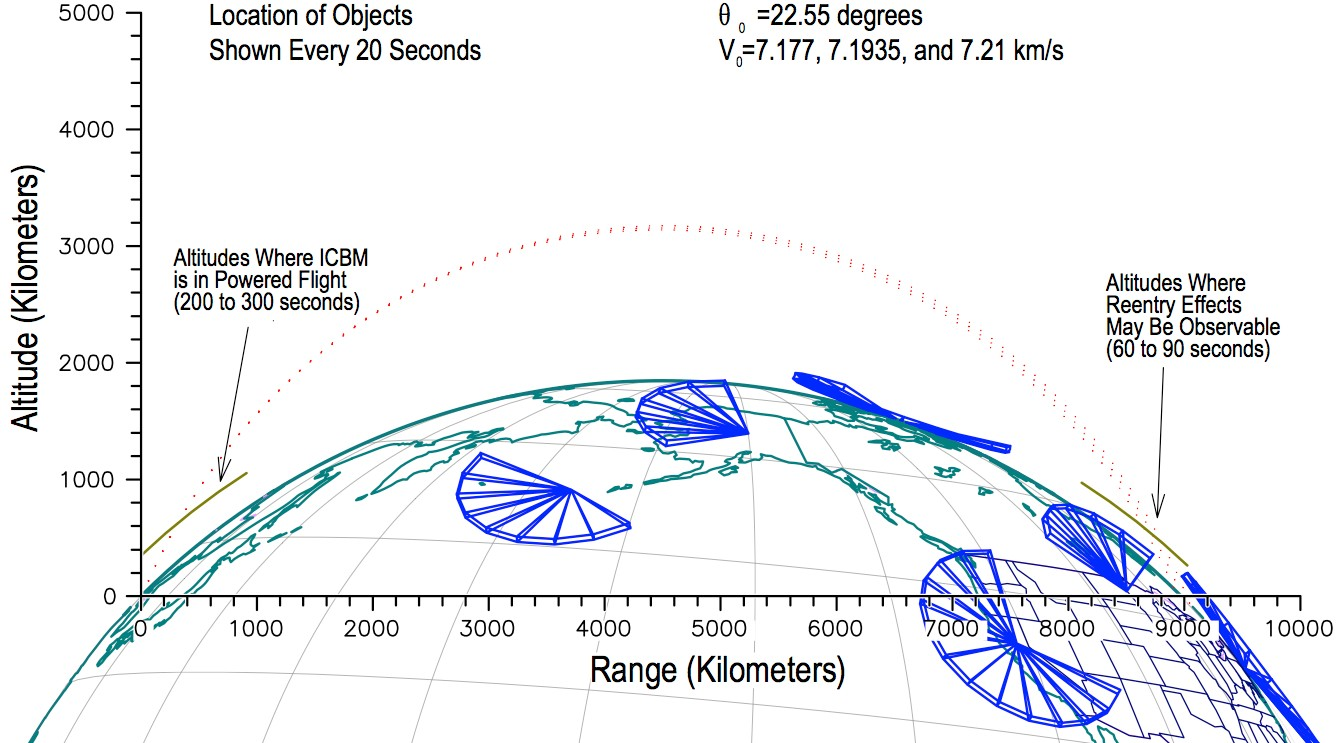 Location of Objects
Shown Every 20 Seconds
θ₀ =22.55 degrees
V₀=7.177, 7.1935, and 7.21 km/s
Altitude (Kilometers)
5000
4000
3000
2000
1000
0
Altitudes Where ICBM
is in Powered Flight
(200 to 300 seconds)
Altitudes Where
Reentry Effects
May Be Observable
(60 to 90 seconds)
0 1000 2000 3000 4000 5000 6000 7000 8000 9000 10000
Range (Kilometers)